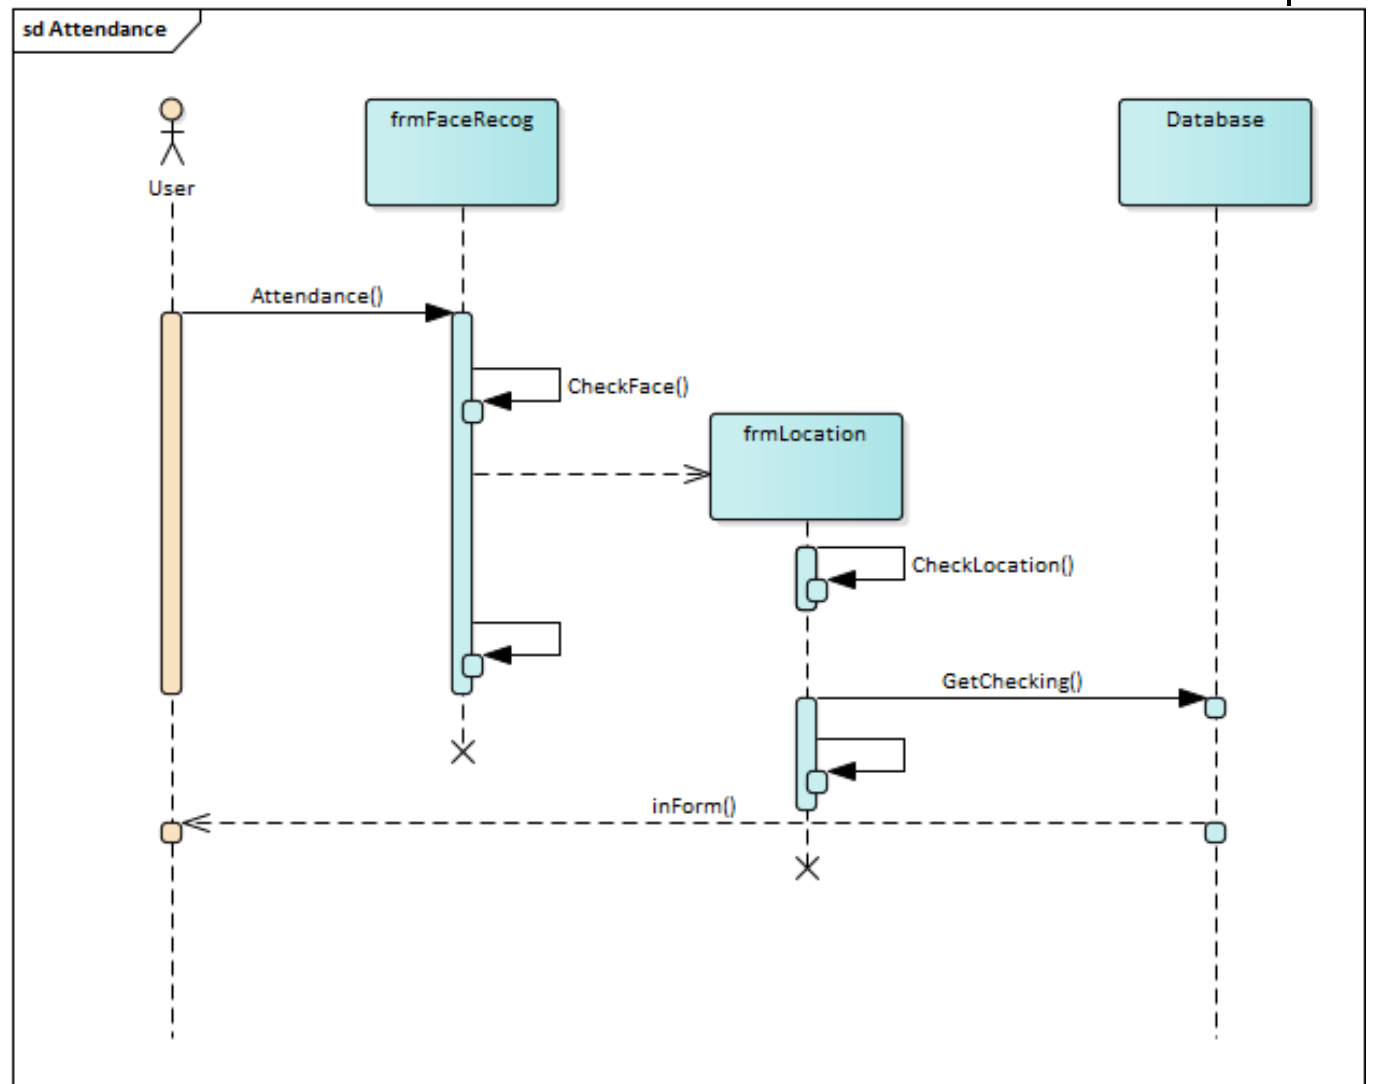 sd Attendance
frmFaceRecog
Database
User
Attendance()
CheckFace()
frmLocation
CheckLocation()
GetChecking()
inForm()